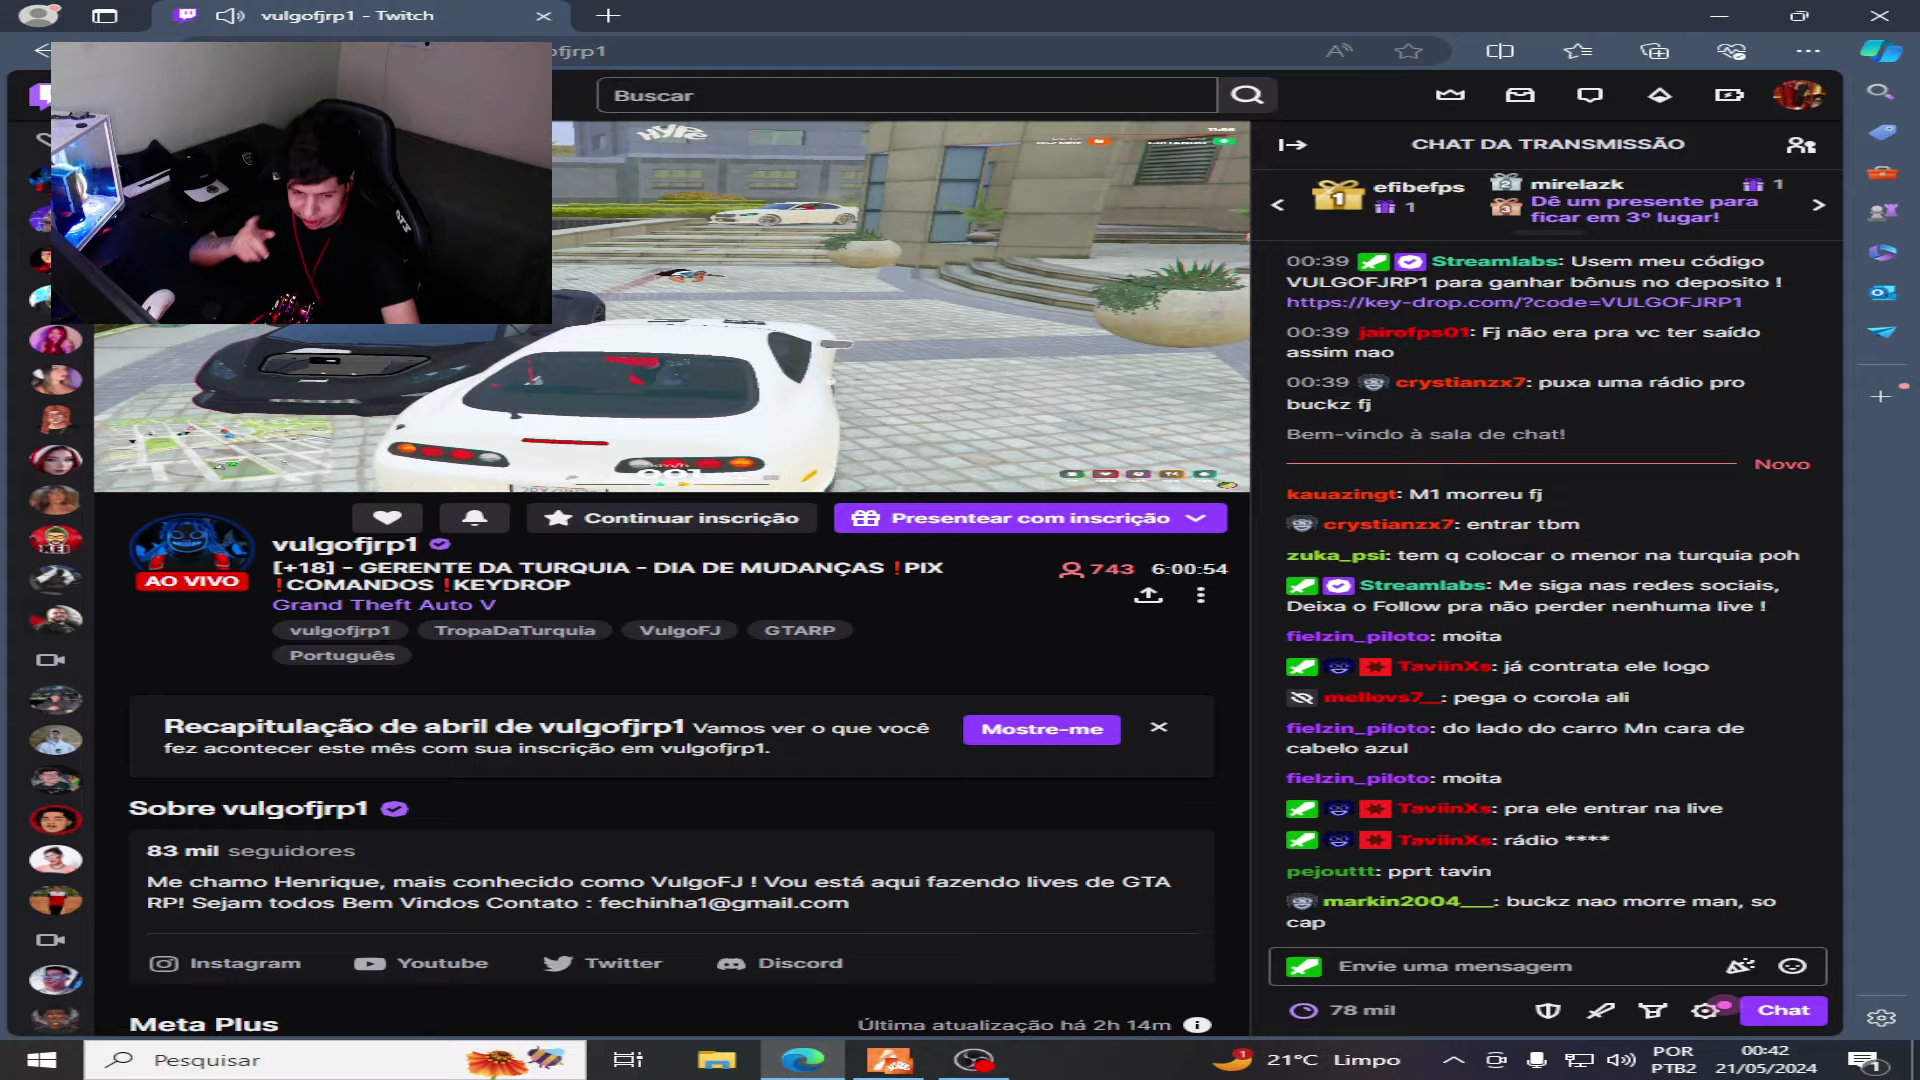 vulgofjrp1 - Twitch
ofjrp1
Buscar
HYPE
CHAT DA TRANSMISSÃO
1 efibefps
1
2 mirelazk 1
3 Dê um presente para
ficar em 3º lugar!
00:39 Streamlabs: Usem meu código
VULGOFJRP1 para ganhar bônus no deposito !
https://key-drop.com/?code=VULGOFJRP1
00:39 jairofps01: Fj não era pra vc ter saído
assim nao
00:39 crystianzx7: puxa uma rádio pro
buckz fj
Bem-vindo à sala de chat!
Novo
kauazingt: M1 morreu fj
crystianzx7: entrar tbm
zuka_psi: tem q colocar o menor na turquia poh
Streamlabs: Me siga nas redes sociais,
Deixa o Follow pra não perder nenhuma live !
fielzin_piloto: moita
TaviinXs: já contrata ele logo
mellovs7__: pega o corola ali
fielzin_piloto: do lado do carro Mn cara de
cabelo azul
fielzin_piloto: moita
TaviinXs: pra ele entrar na live
TaviinXs: rádio ****
pejouttt: pprt tavin
markin2004___: buckz nao morre man, so
cap
Envie uma mensagem
78 mil
Chat
001
Continuar inscrição
Presentear com inscrição
vulgofjrp1
AO VIVO
[+18] - GERENTE DA TURQUIA - DIA DE MUDANÇAS ❗PIX
❗COMANDOS ❗KEYDROP
Grand Theft Auto V
743 6:00:54
vulgofjrp1 TropaDaTurquia VulgoFJ GTARP
Português
Recapitulação de abril de vulgofjrp1 Vamos ver o que você
fez acontecer este mês com sua inscrição em vulgofjrp1.
Mostre-me
Sobre vulgofjrp1
83 mil seguidores
Me chamo Henrique, mais conhecido como VulgoFJ ! Vou está aqui fazendo lives de GTA
RP! Sejam todos Bem Vindos Contato : fechinha1@gmail.com
Instagram Youtube Twitter Discord
Meta Plus
Última atualização há 2h 14m
Pesquisar
1
21°C Limpo
POR
PTB2
00:42
21/05/2024
1